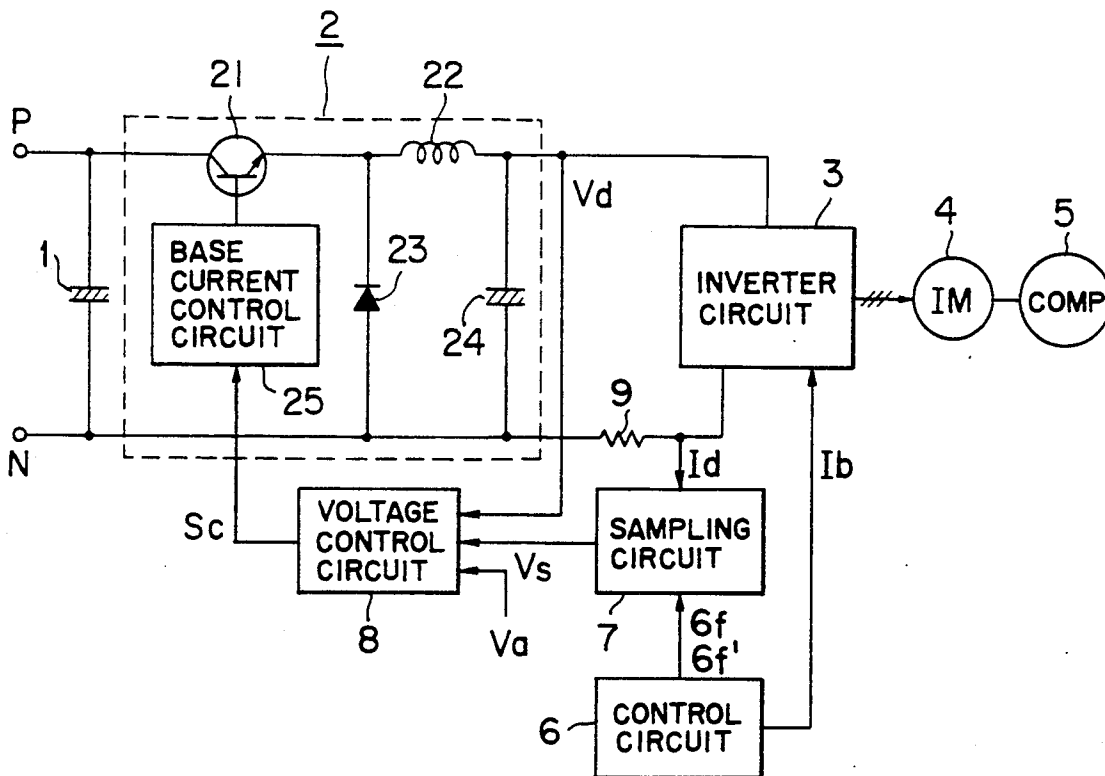 2
21
22
P
Vd
3
4
5
1
BASE
CURRENT
CONTROL
CIRCUIT
23
24
INVERTER
CIRCUIT
IM
COMP
25
9
N
Id
Ib
Sc
VOLTAGE
CONTROL
CIRCUIT
Vs
SAMPLING
CIRCUIT
8
Va
7
6f
6f'
6
CONTROL
CIRCUIT